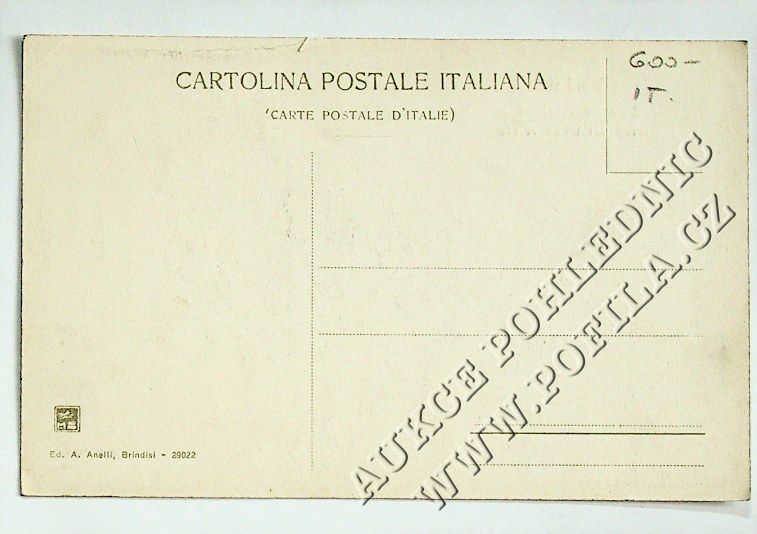 600-
IT.
CARTOLINA POSTALE ITALIANA
(CARTE POSTALE D'ITALIE)
Ed. A. Anelli, Brindisi - 29022
AUKCE POHLEDNIC
WWW.POFILA.CZ